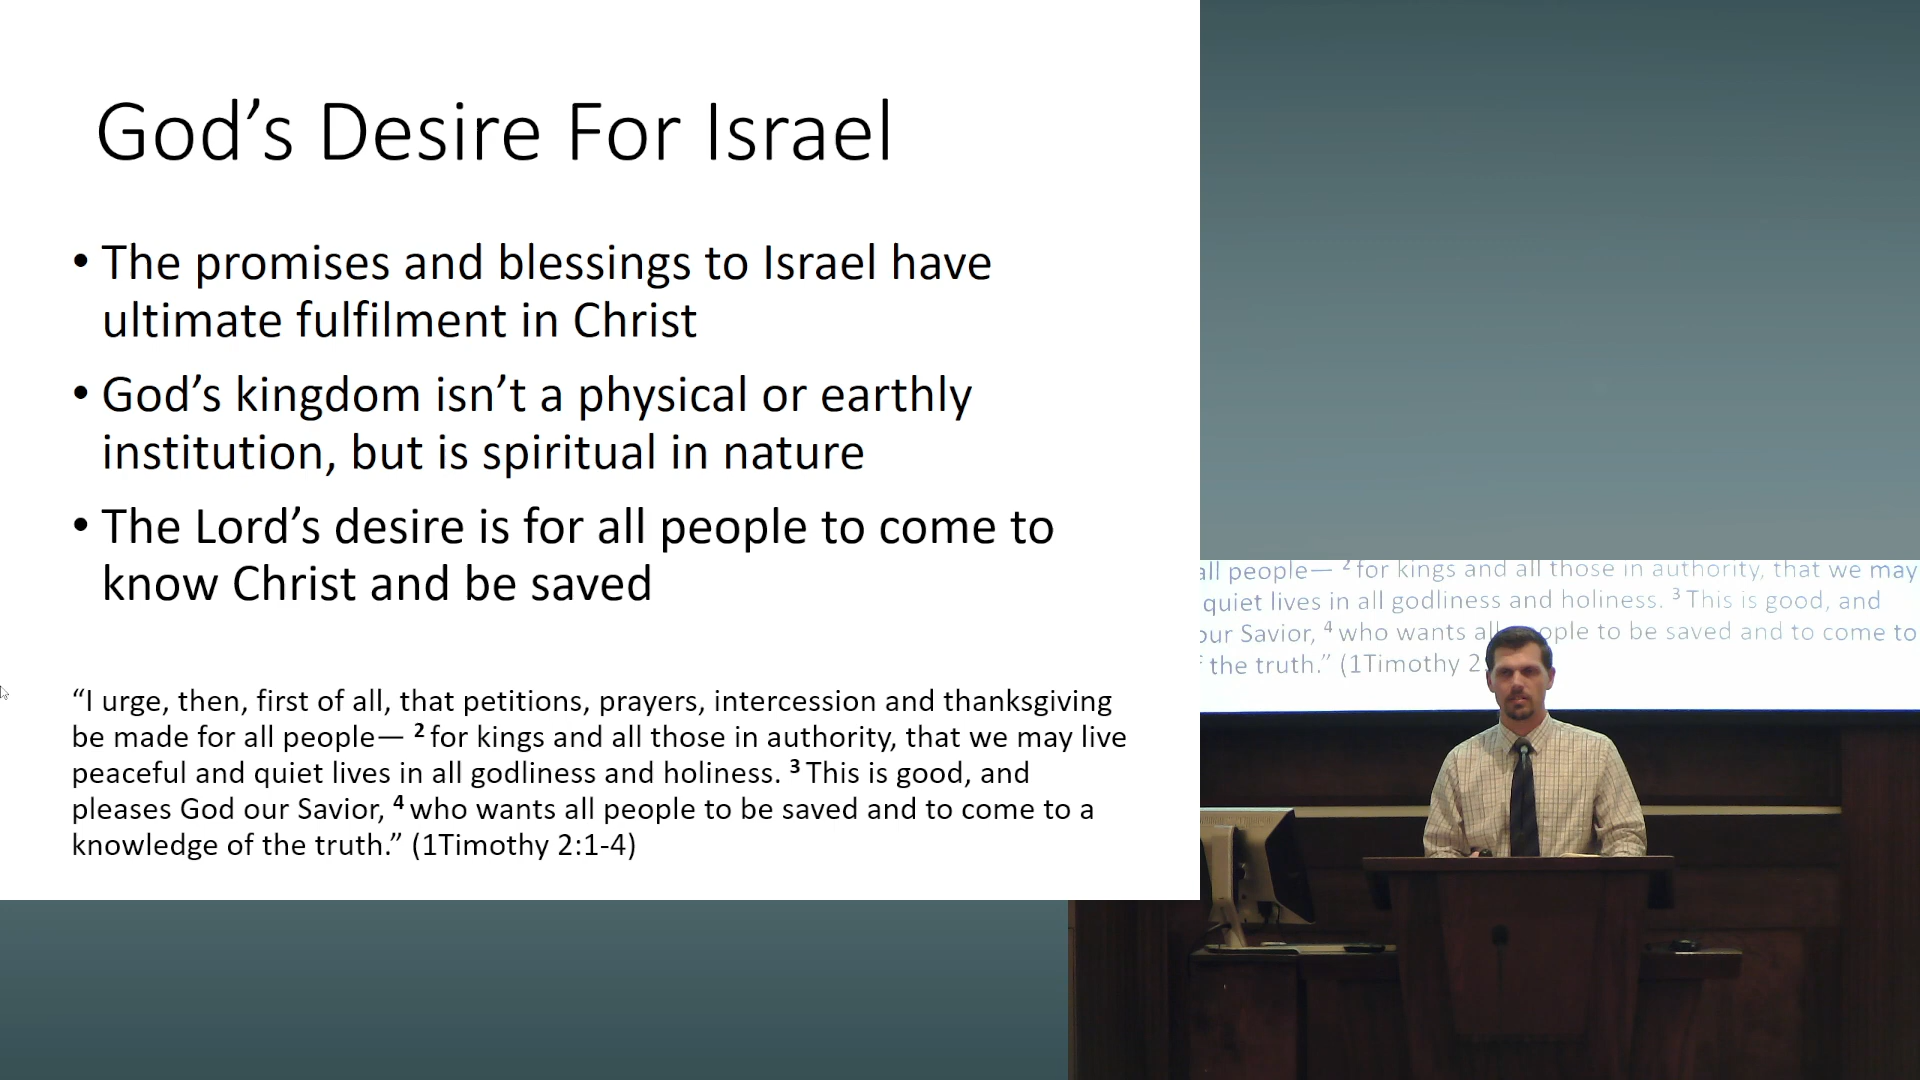 God’s Desire For Israel
• The promises and blessings to Israel have
ultimate fulfilment in Christ
• God’s kingdom isn’t a physical or earthly
institution, but is spiritual in nature
• The Lord’s desire is for all people to come to
know Christ and be saved
“I urge, then, first of all, that petitions, prayers, intercession and thanksgiving
be made for all people— ² for kings and all those in authority, that we may live
peaceful and quiet lives in all godliness and holiness. ³ This is good, and
pleases God our Savior, ⁴ who wants all people to be saved and to come to a
knowledge of the truth.” (1Timothy 2:1-4)
all people— ² for kings and all those in authority, that we may
quiet lives in all godliness and holiness. ³ This is good, and
our Savior, ⁴ who wants all people to be saved and to come to
the truth.” (1Timothy 2